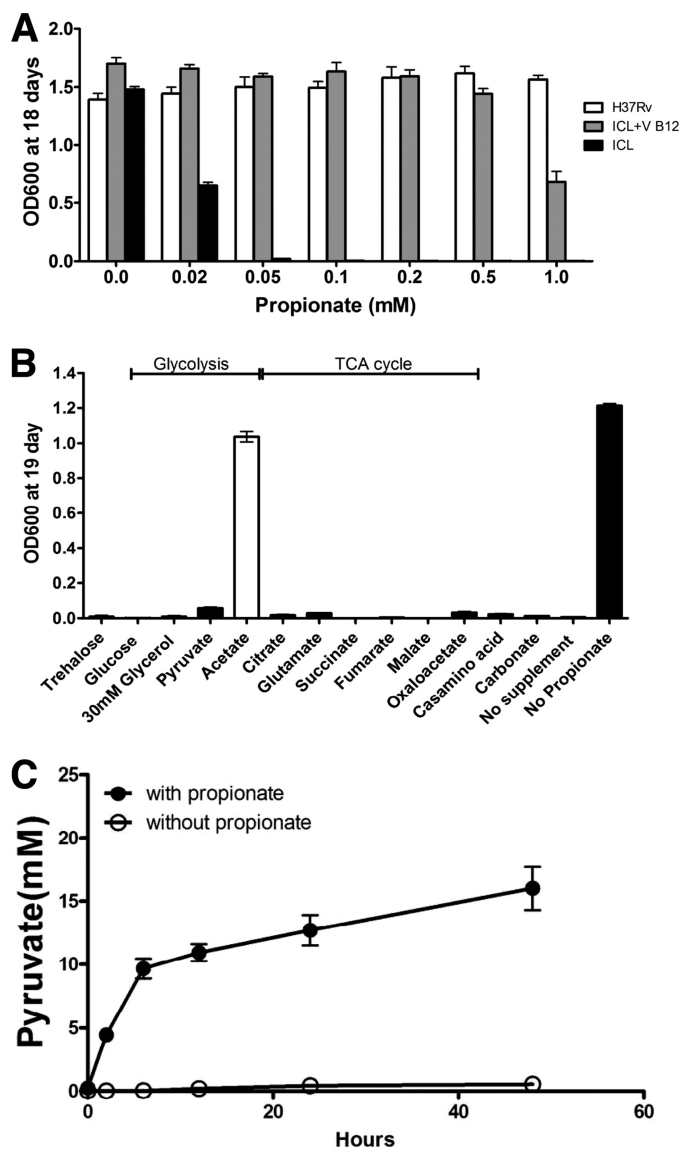 A
OD600 at 18 days
2.0
1.5
1.0
0.5
0.0
0.0 0.02 0.05 0.1 0.2 0.5 1.0
Propionate (mM)
H37Rv
ICL+V B12
ICL
B
Glycolysis TCA cycle
OD600 at 19 day
1.4
1.2
1.0
0.8
0.6
0.4
0.2
0.0
Trehalose
Glucose
30mM Glycerol
Pyruvate
Acetate
Citrate
Glutamate
Succinate
Fumarate
Malate
Oxaloacetate
Casamino acid
Carbonate
No supplement
No Propionate
C
with propionate
without propionate
Pyruvate(mM)
25
20
15
10
5
0
0 20 40 60
Hours